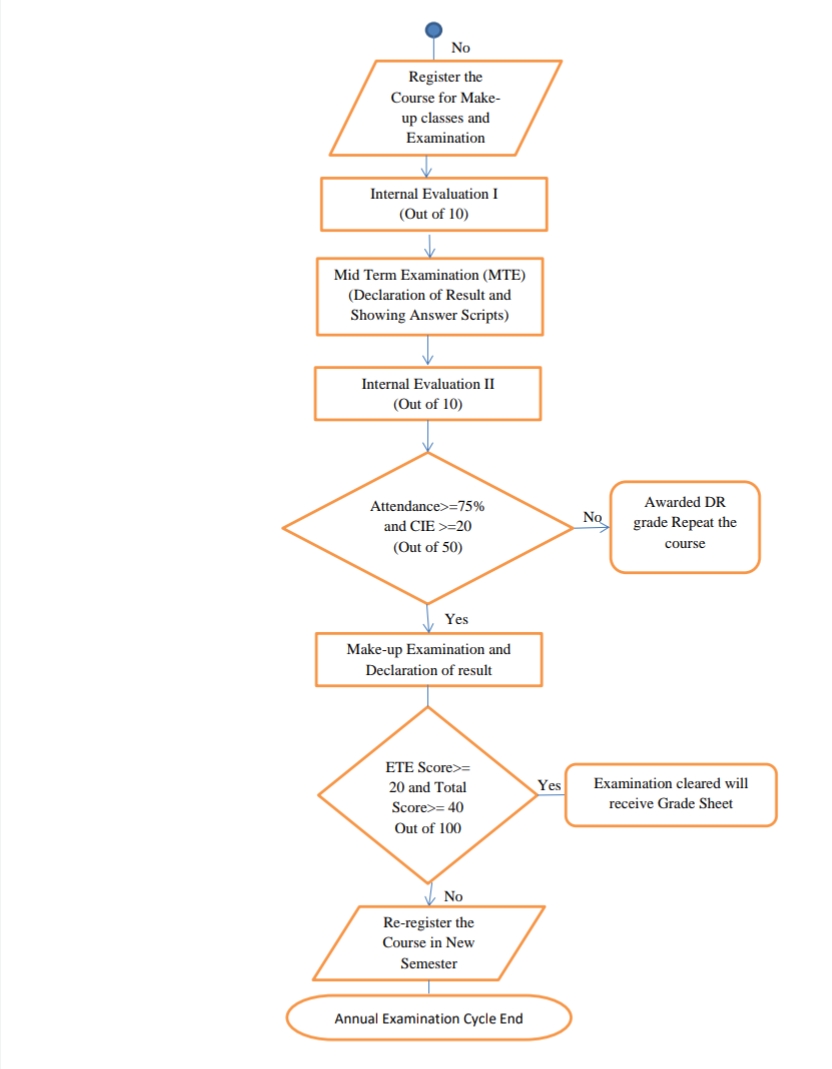 No
Register the
Course for Make-
up classes and
Examination
Internal Evaluation I
(Out of 10)
Mid Term Examination (MTE)
(Declaration of Result and
Showing Answer Scripts)
Internal Evaluation II
(Out of 10)
Attendance>=75%
and CIE >=20
(Out of 50)
No
Awarded DR
grade Repeat the
course
Yes
Make-up Examination and
Declaration of result
ETE Score>=
20 and Total
Score>= 40
Out of 100
Yes
Examination cleared will
receive Grade Sheet
No
Re-register the
Course in New
Semester
Annual Examination Cycle End